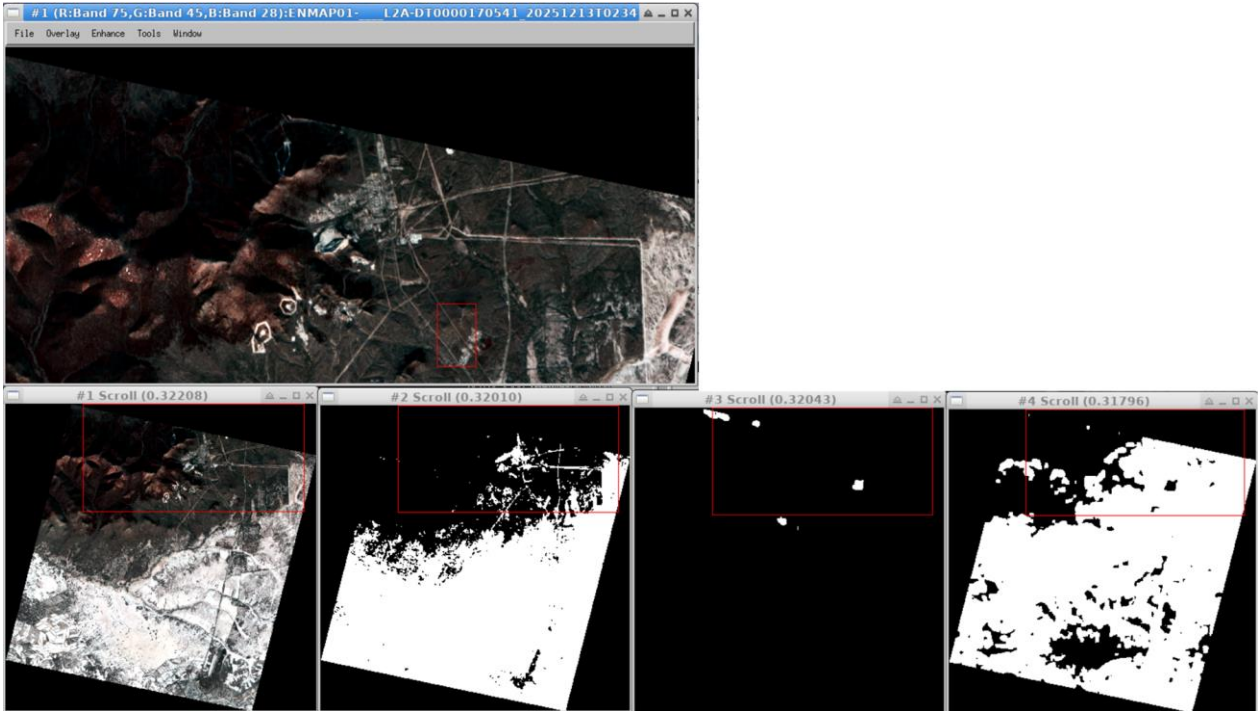 #1 (R:Band 75,G:Band 45,B:Band 28):ENMAP01-____L2A-DT0000170541_20251213T0234
File Overlay Enhance Tools Window
#1 Scroll (0.32208)
#2 Scroll (0.32010)
#3 Scroll (0.32043)
#4 Scroll (0.31796)